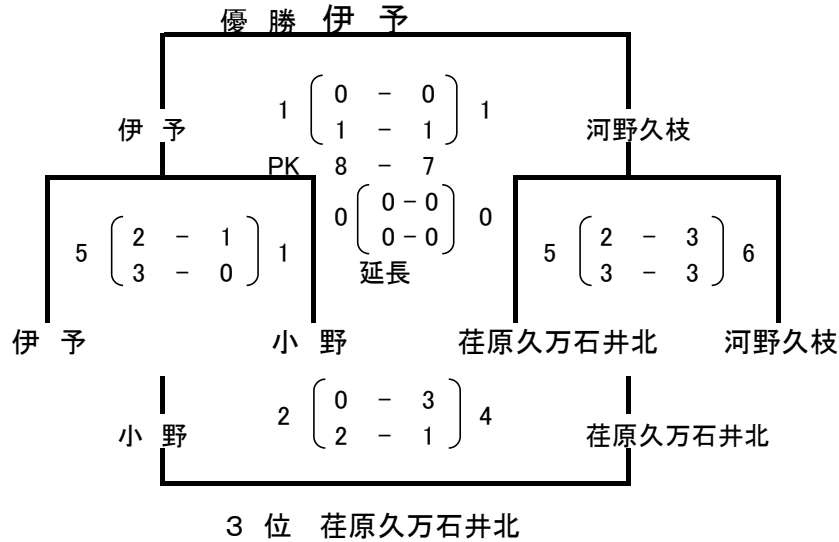 優 勝 伊 予
0 - 0
1 1
伊 予 1 - 1 河野久枝
PK 8 - 7
0 - 0
0 0
0 - 0
延長
2 - 1
5 1
3 - 0
2 - 3
5 6
3 - 3
伊 予 小 野 荏原久万石井北 河野久枝
0 - 3
2 4
小 野 2 - 1 荏原久万石井北
3 位 荏原久万石井北